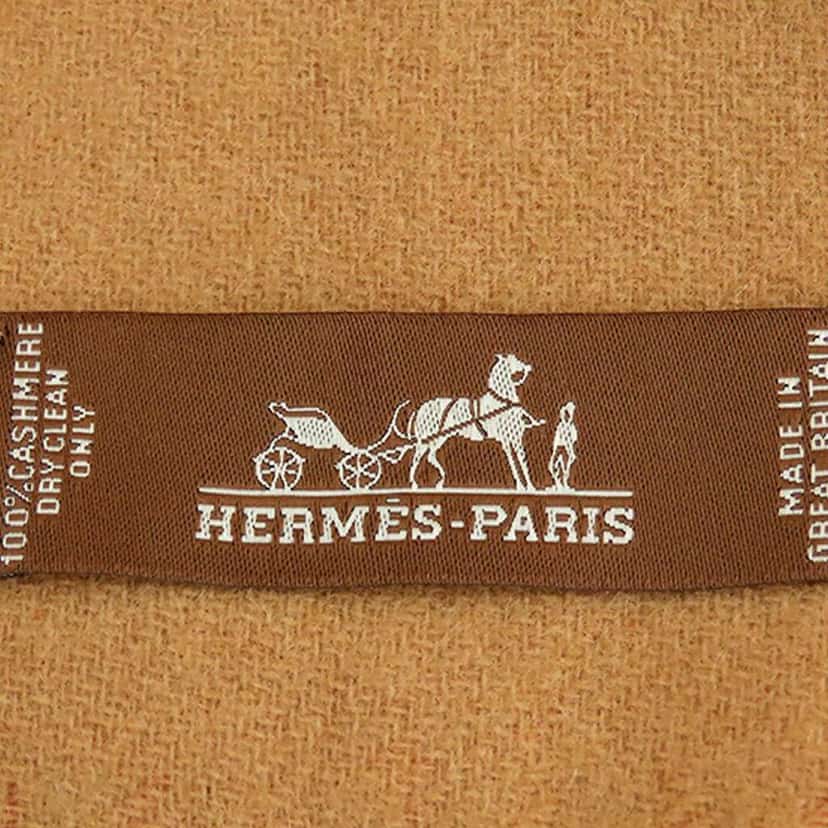 100% CASHMERE
DRY CLEAN
ONLY
HERMÈS-PARIS
MADE IN
GREAT BRITAIN